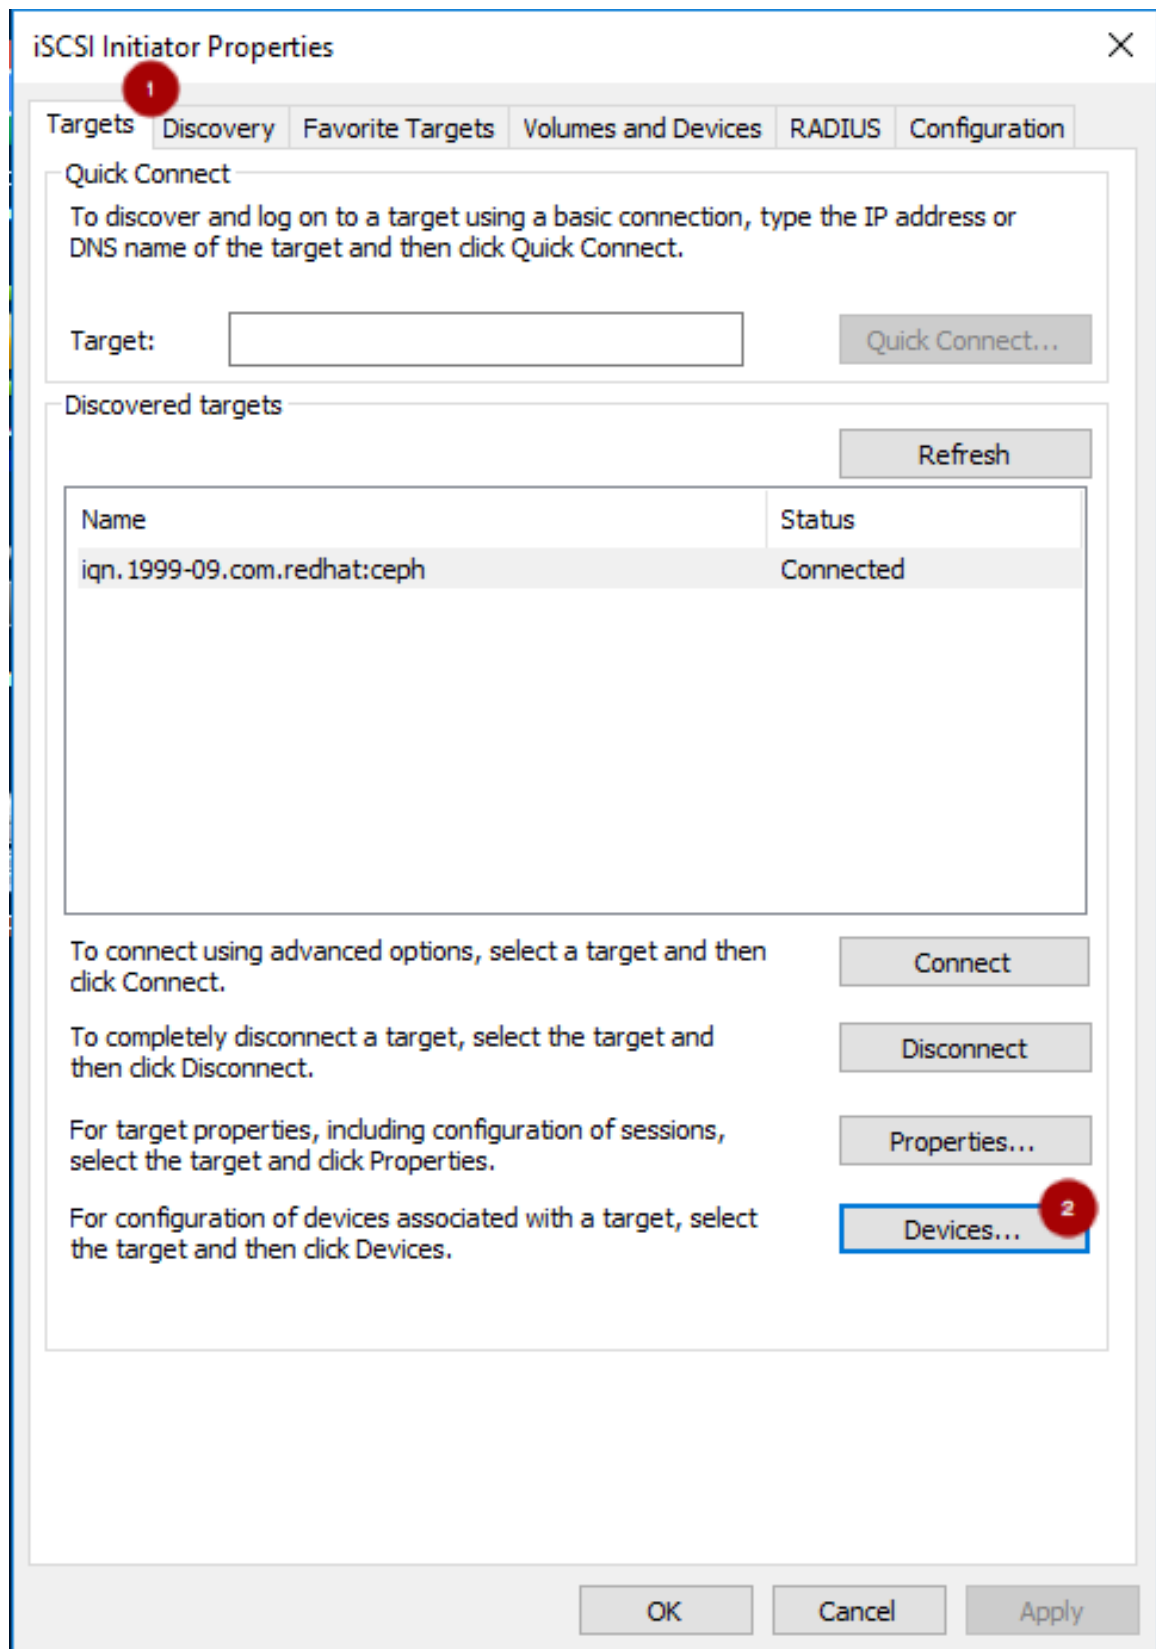 iSCSI Initiator Properties
1
Targets Discovery Favorite Targets Volumes and Devices RADIUS Configuration
Quick Connect
To discover and log on to a target using a basic connection, type the IP address or
DNS name of the target and then click Quick Connect.
Target: Quick Connect...
Discovered targets
Refresh
Name Status
iqn.1999-09.com.redhat:ceph Connected
To connect using advanced options, select a target and then
click Connect.
Connect
To completely disconnect a target, select the target and
then click Disconnect.
Disconnect
For target properties, including configuration of sessions,
select the target and click Properties.
Properties...
For configuration of devices associated with a target, select
the target and then click Devices.
2
Devices...
OK Cancel Apply